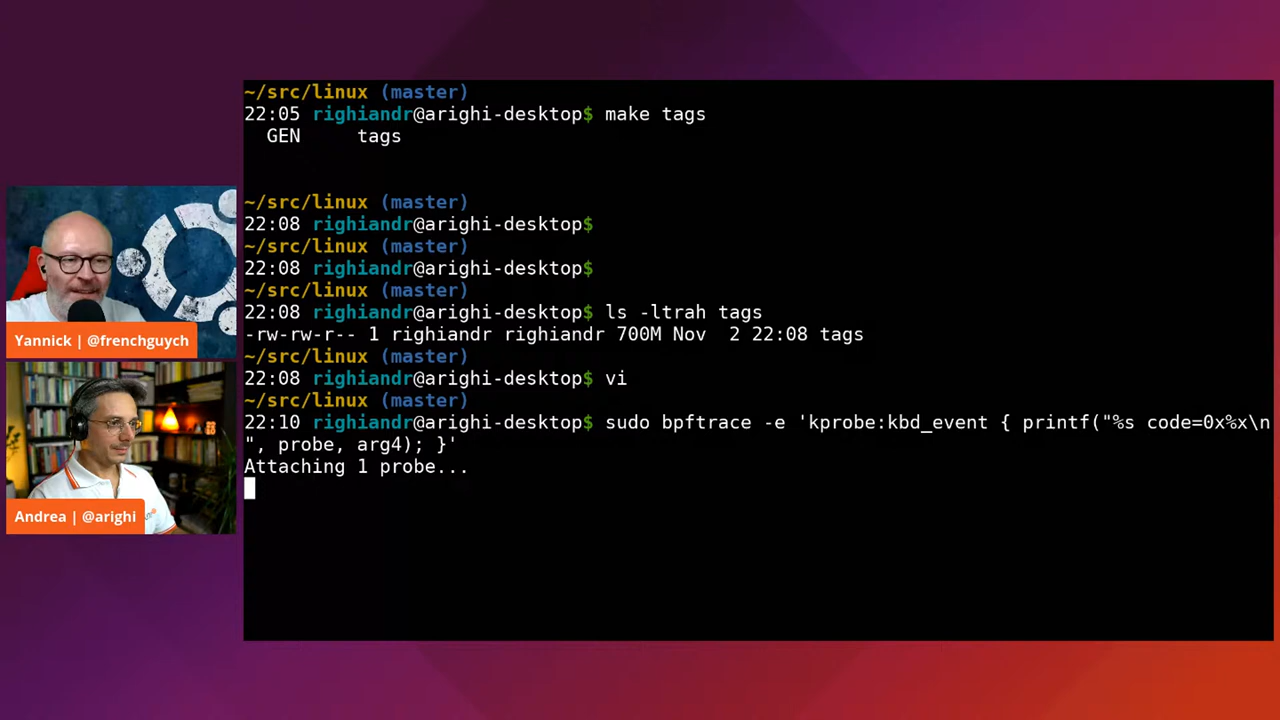 ~/src/linux (master)
22:05 righiandr@arighi-desktop$ make tags
  GEN     tags
~/src/linux (master)
22:08 righiandr@arighi-desktop$
~/src/linux (master)
22:08 righiandr@arighi-desktop$
~/src/linux (master)
22:08 righiandr@arighi-desktop$ ls -ltrah tags
-rw-rw-r-- 1 righiandr righiandr 700M Nov  2 22:08 tags
~/src/linux (master)
22:08 righiandr@arighi-desktop$ vi
~/src/linux (master)
22:10 righiandr@arighi-desktop$ sudo bpftrace -e 'kprobe:kbd_event { printf("%s code=0x%x\n
", probe, arg4); }'
Attaching 1 probe...
Yannick | @frenchguych
Andrea | @arighi